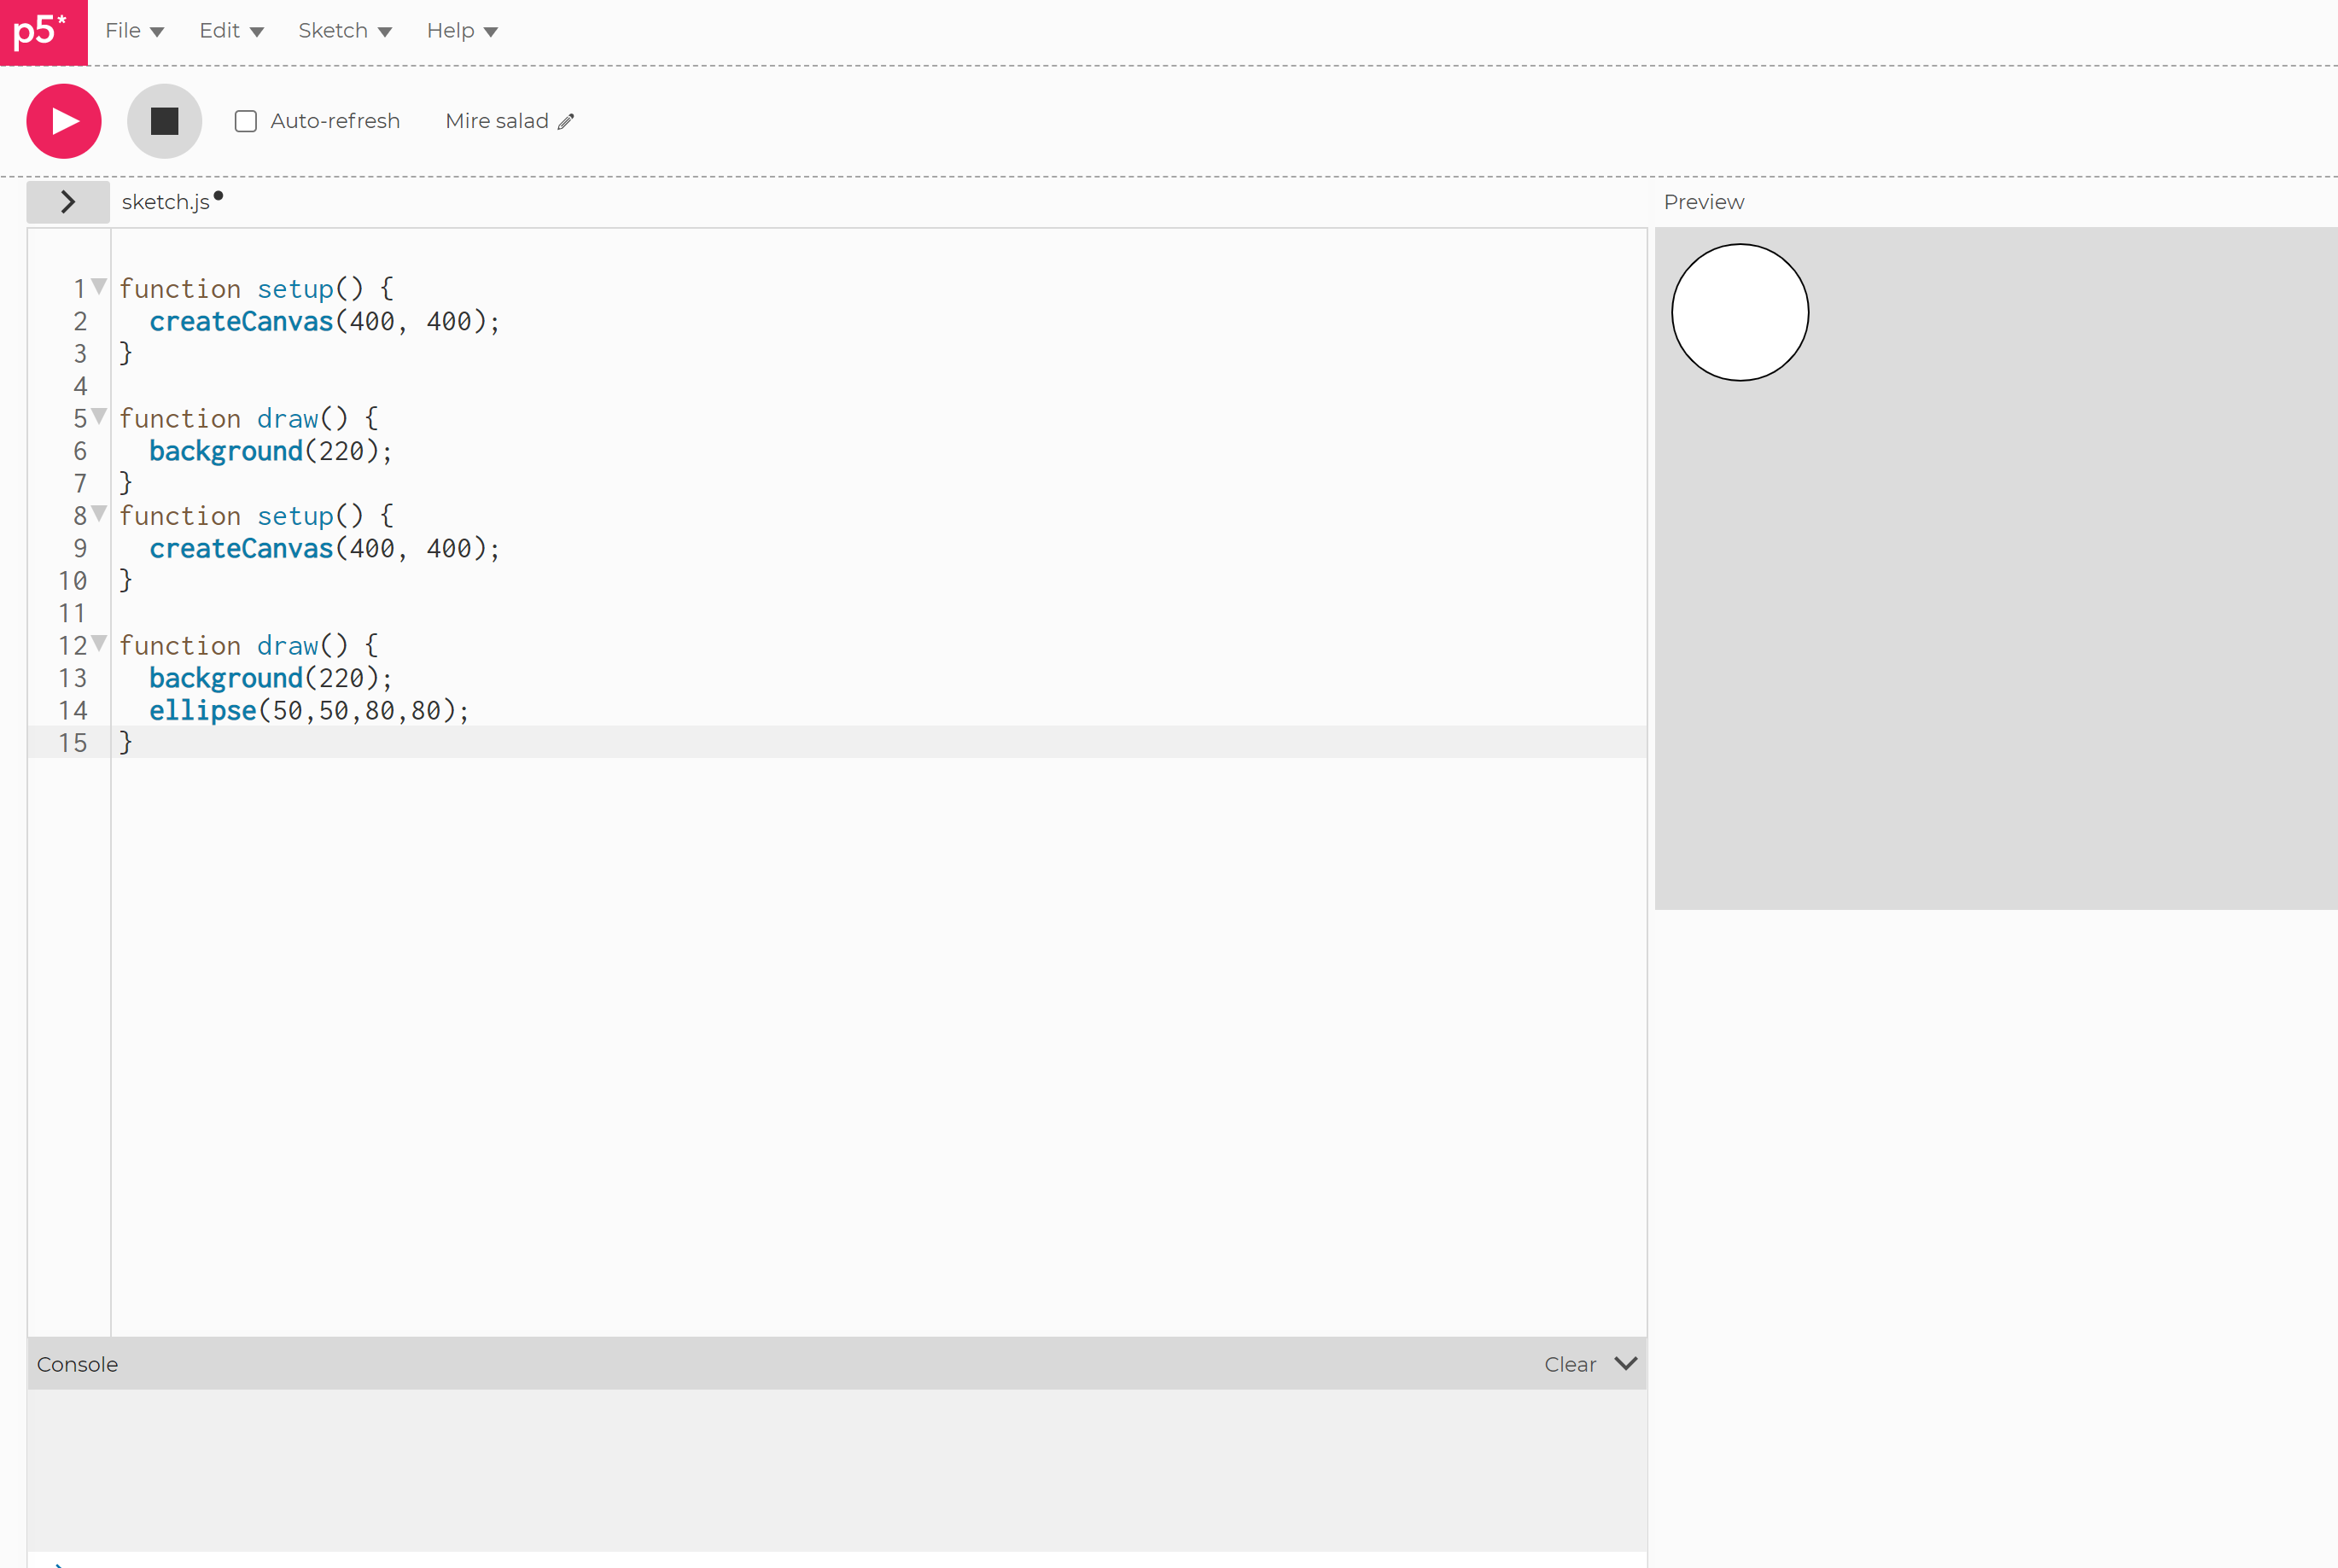 p5* File Edit Sketch Help
Auto-refresh Mire salad
sketch.js Preview
1 function setup() {
2 createCanvas(400, 400);
3 }
4
5 function draw() {
6 background(220);
7 }
8 function setup() {
9 createCanvas(400, 400);
10 }
11
12 function draw() {
13 background(220);
14 ellipse(50,50,80,80);
15 }
Console Clear